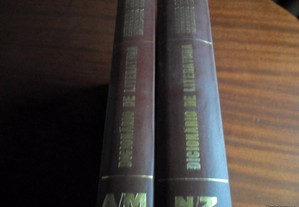 DICIONÁRIO DE LITERATURA
A/M
DICIONÁRIO DE LITERATURA
N/Z